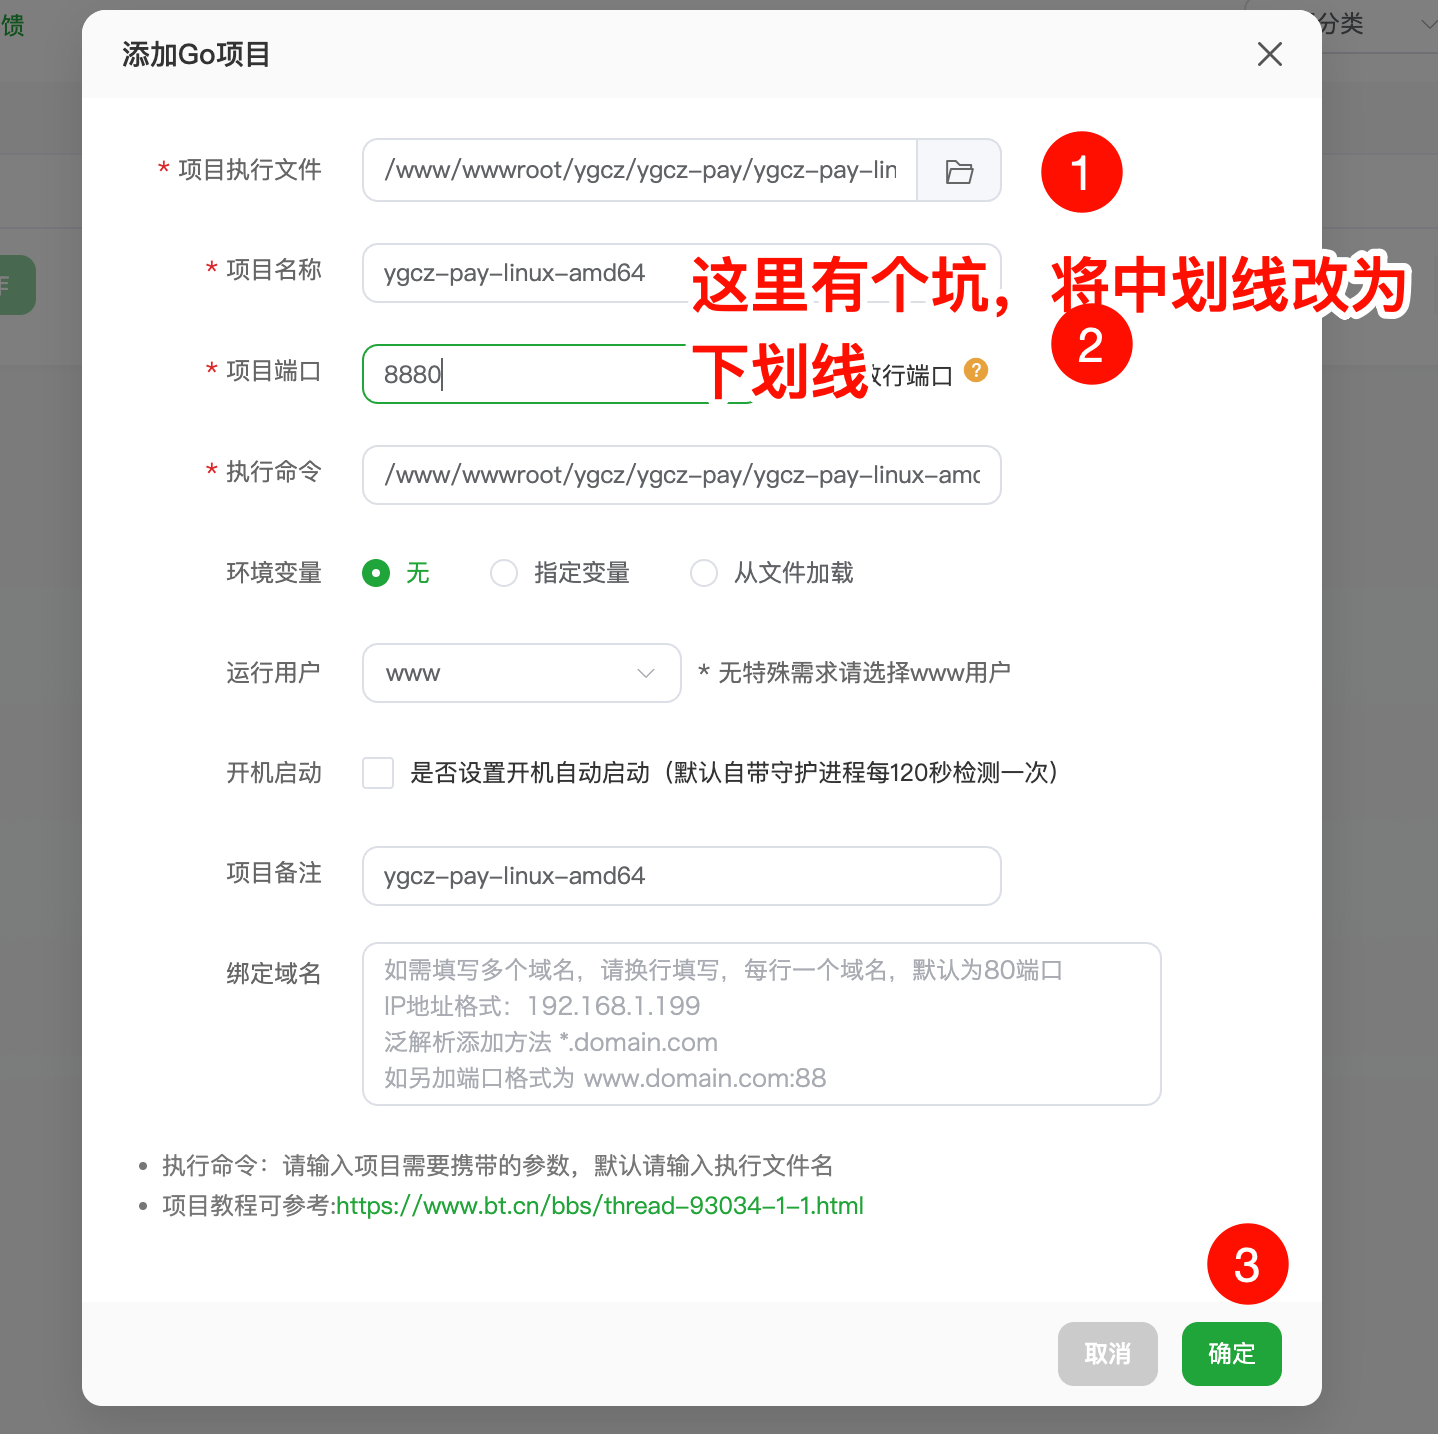 馈
分类
添加Go项目
* 项目执行文件
/www/wwwroot/ygcz/ygcz-pay/ygcz-pay-lin
1
* 项目名称
ygcz-pay-linux-amd64
这里有个坑，将中划线改为
下划线
2
* 项目端口
8880
放行端口
?
* 执行命令
/www/wwwroot/ygcz/ygcz-pay/ygcz-pay-linux-amd
环境变量
无
指定变量
从文件加载
运行用户
www
* 无特殊需求请选择www用户
开机启动
是否设置开机自动启动（默认自带守护进程每120秒检测一次）
项目备注
ygcz-pay-linux-amd64
绑定域名
如需填写多个域名，请换行填写，每行一个域名，默认为80端口
IP地址格式：192.168.1.199
泛解析添加方法 *.domain.com
如另加端口格式为 www.domain.com:88
• 执行命令：请输入项目需要携带的参数，默认请输入执行文件名
• 项目教程可参考:https://www.bt.cn/bbs/thread-93034-1-1.html
3
取消
确定